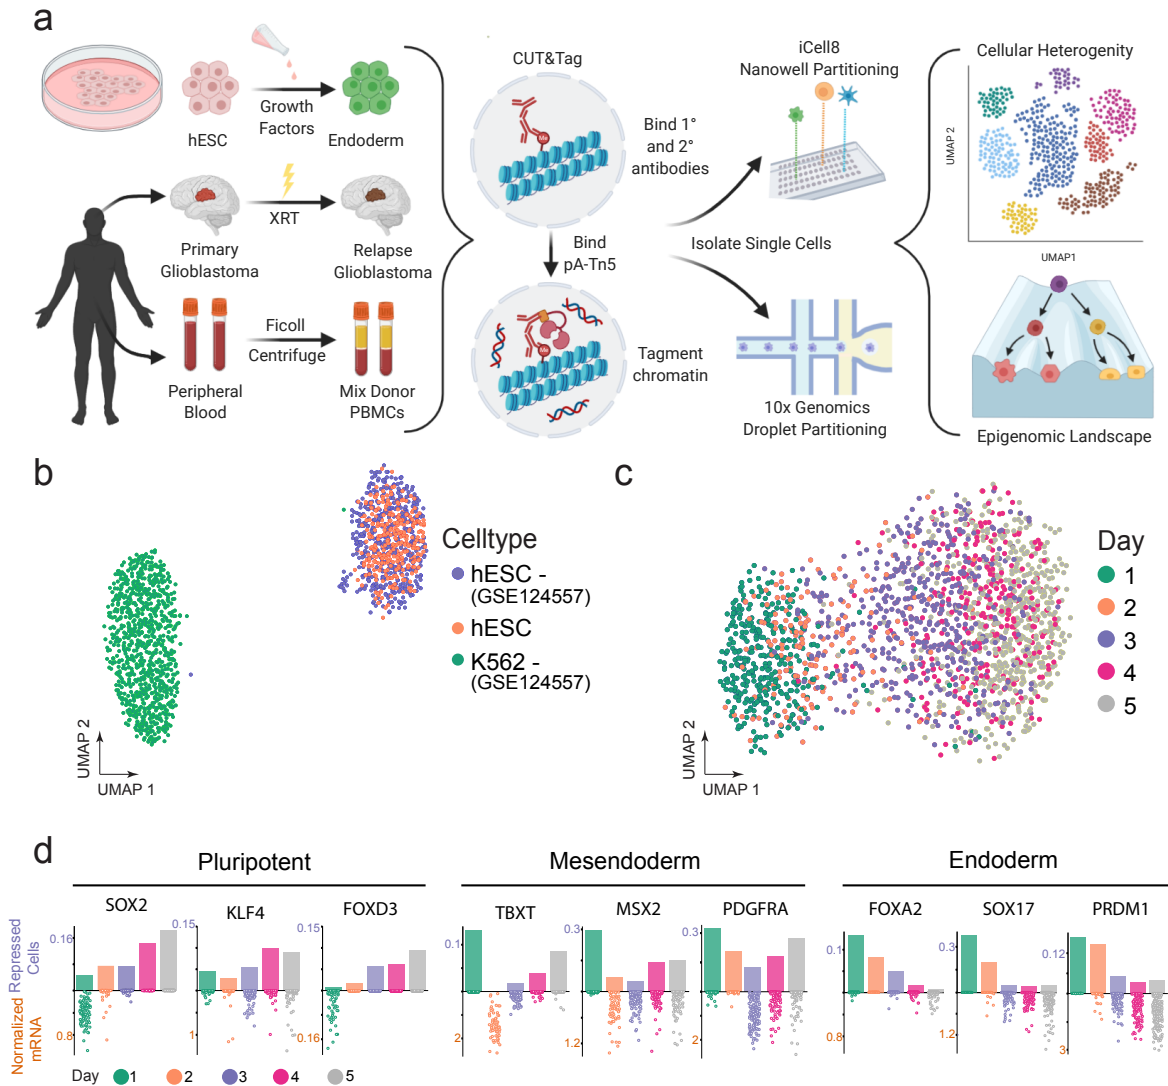 a
hESC
Growth
Factors
Endoderm
Primary
Glioblastoma
XRT
Relapse
Glioblastoma
Peripheral
Blood
Ficoll
Centrifuge
Mix Donor
PBMCs
CUT&Tag
Me
Bind 1°
and 2°
antibodies
Bind
pA-Tn5
Me
Tagment
chromatin
iCell8
Nanowell Partitioning
Isolate Single Cells
10x Genomics
Droplet Partitioning
Cellular Heterogenity
UMAP 2
UMAP1
Epigenomic Landscape
b
Celltype
hESC -
(GSE124557)
hESC
K562 -
(GSE124557)
UMAP 2
UMAP 1
c
Day
1
2
3
4
5
UMAP 2
UMAP 1
d
Pluripotent
Mesendoderm
Endoderm
SOX2
KLF4
FOXD3
TBXT
MSX2
PDGFRA
FOXA2
SOX17
PRDM1
Repressed
Cells
Normalized
mRNA
0.16
0.8
0.15
1
0.15
0.16
0.1
2
0.3
1.2
0.3
2
0.1
0.8
0.3
1.2
0.12
3
Day 1 2 3 4 5